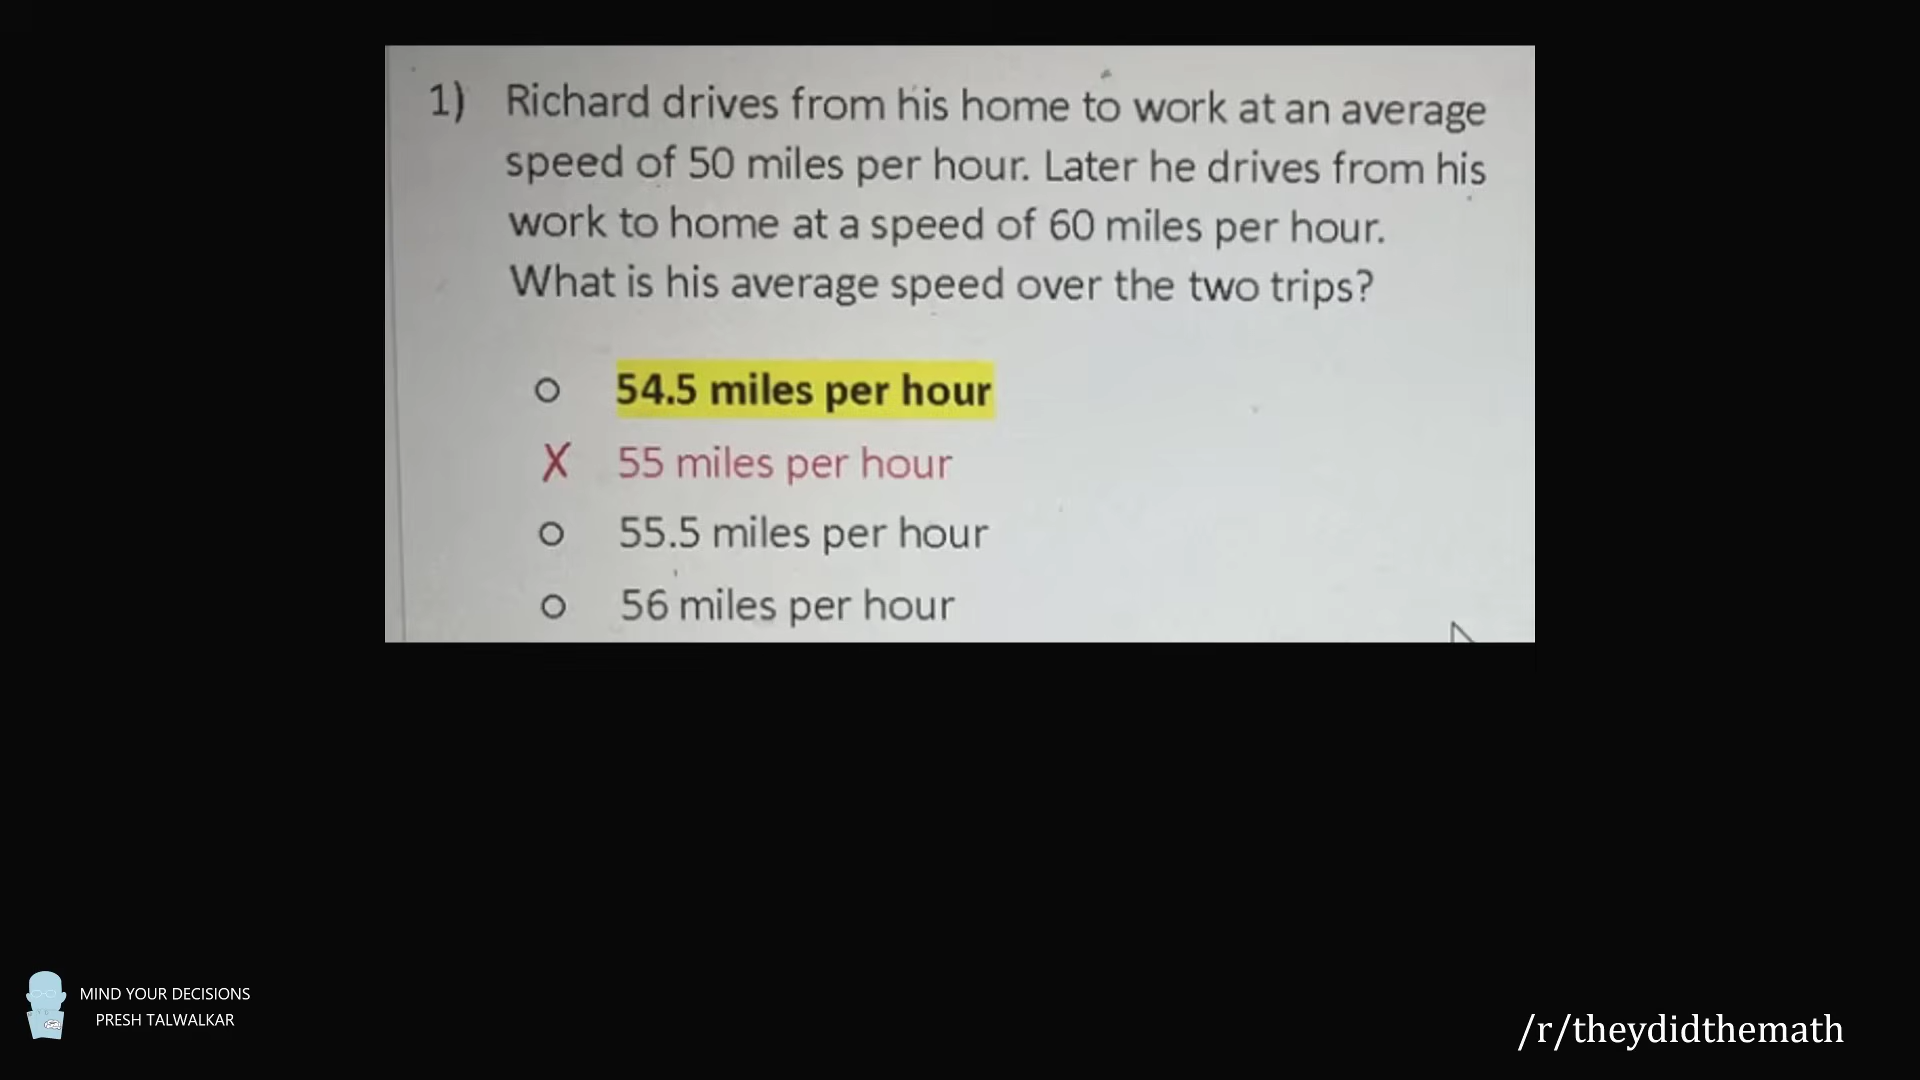 1) Richard drives from his home to work at an average
speed of 50 miles per hour. Later he drives from his
work to home at a speed of 60 miles per hour.
What is his average speed over the two trips?
O 54.5 miles per hour
X 55 miles per hour
O 55.5 miles per hour
O 56 miles per hour
MIND YOUR DECISIONS
PRESH TALWALKAR
/r/theydidthemath